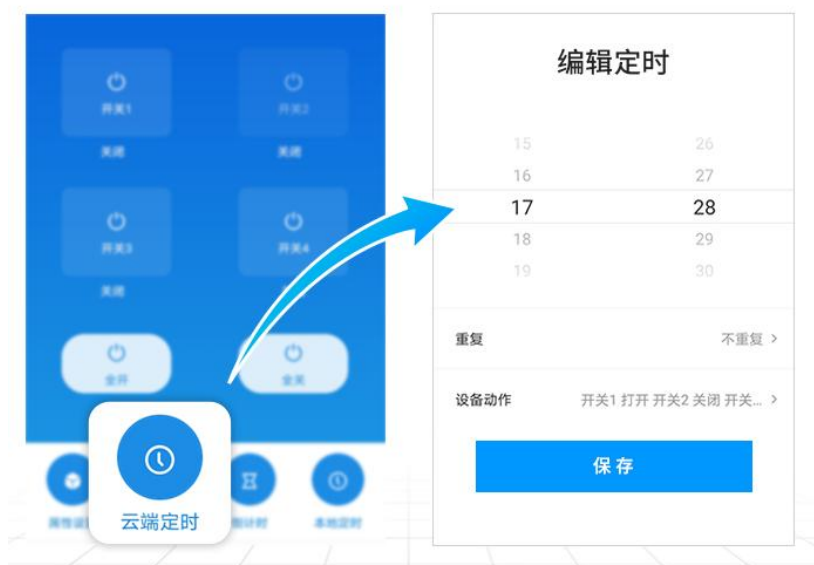 开关1
关闭
关闭
开关3
开关4
关闭
全开
全关
云端定时
本地定时
编辑定时
15 26
16 27
17 28
18 29
19 30
重复 不重复 >
设备动作 开关1 打开 开关2 关闭 开关... >
保存